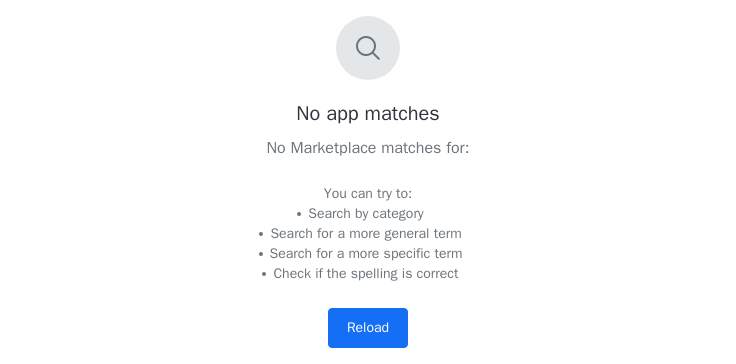 No app matches
No Marketplace matches for:
You can try to:
• Search by category
• Search for a more general term
• Search for a more specific term
• Check if the spelling is correct
Reload